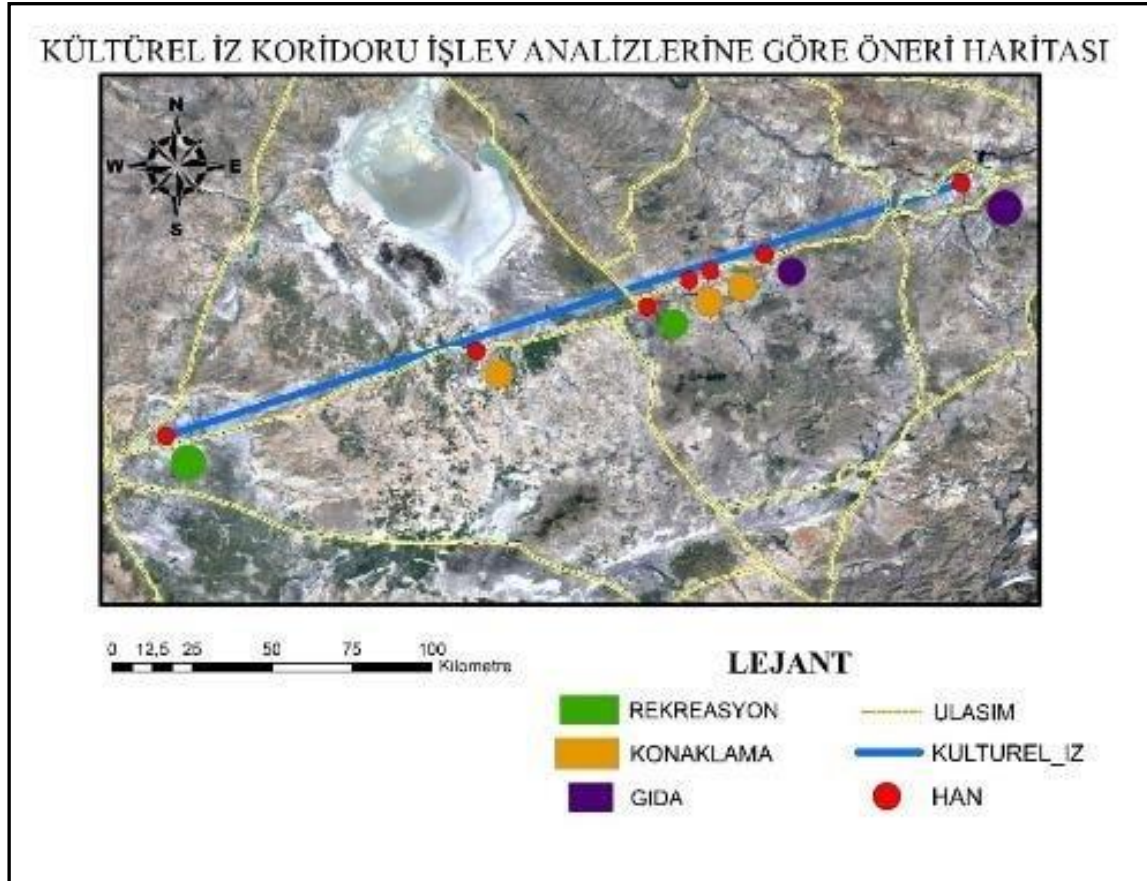 KÜLTÜREL İZ KORİDORU İŞLEV ANALİZLERİNE GÖRE ÖNERİ HARİTASI
N
W E
S
0 12,5 25 50 75 100
Kilometre
LEJANT
REKREASYON
KONAKLAMA
GIDA
ULASIM
KULTUREL_IZ
HAN